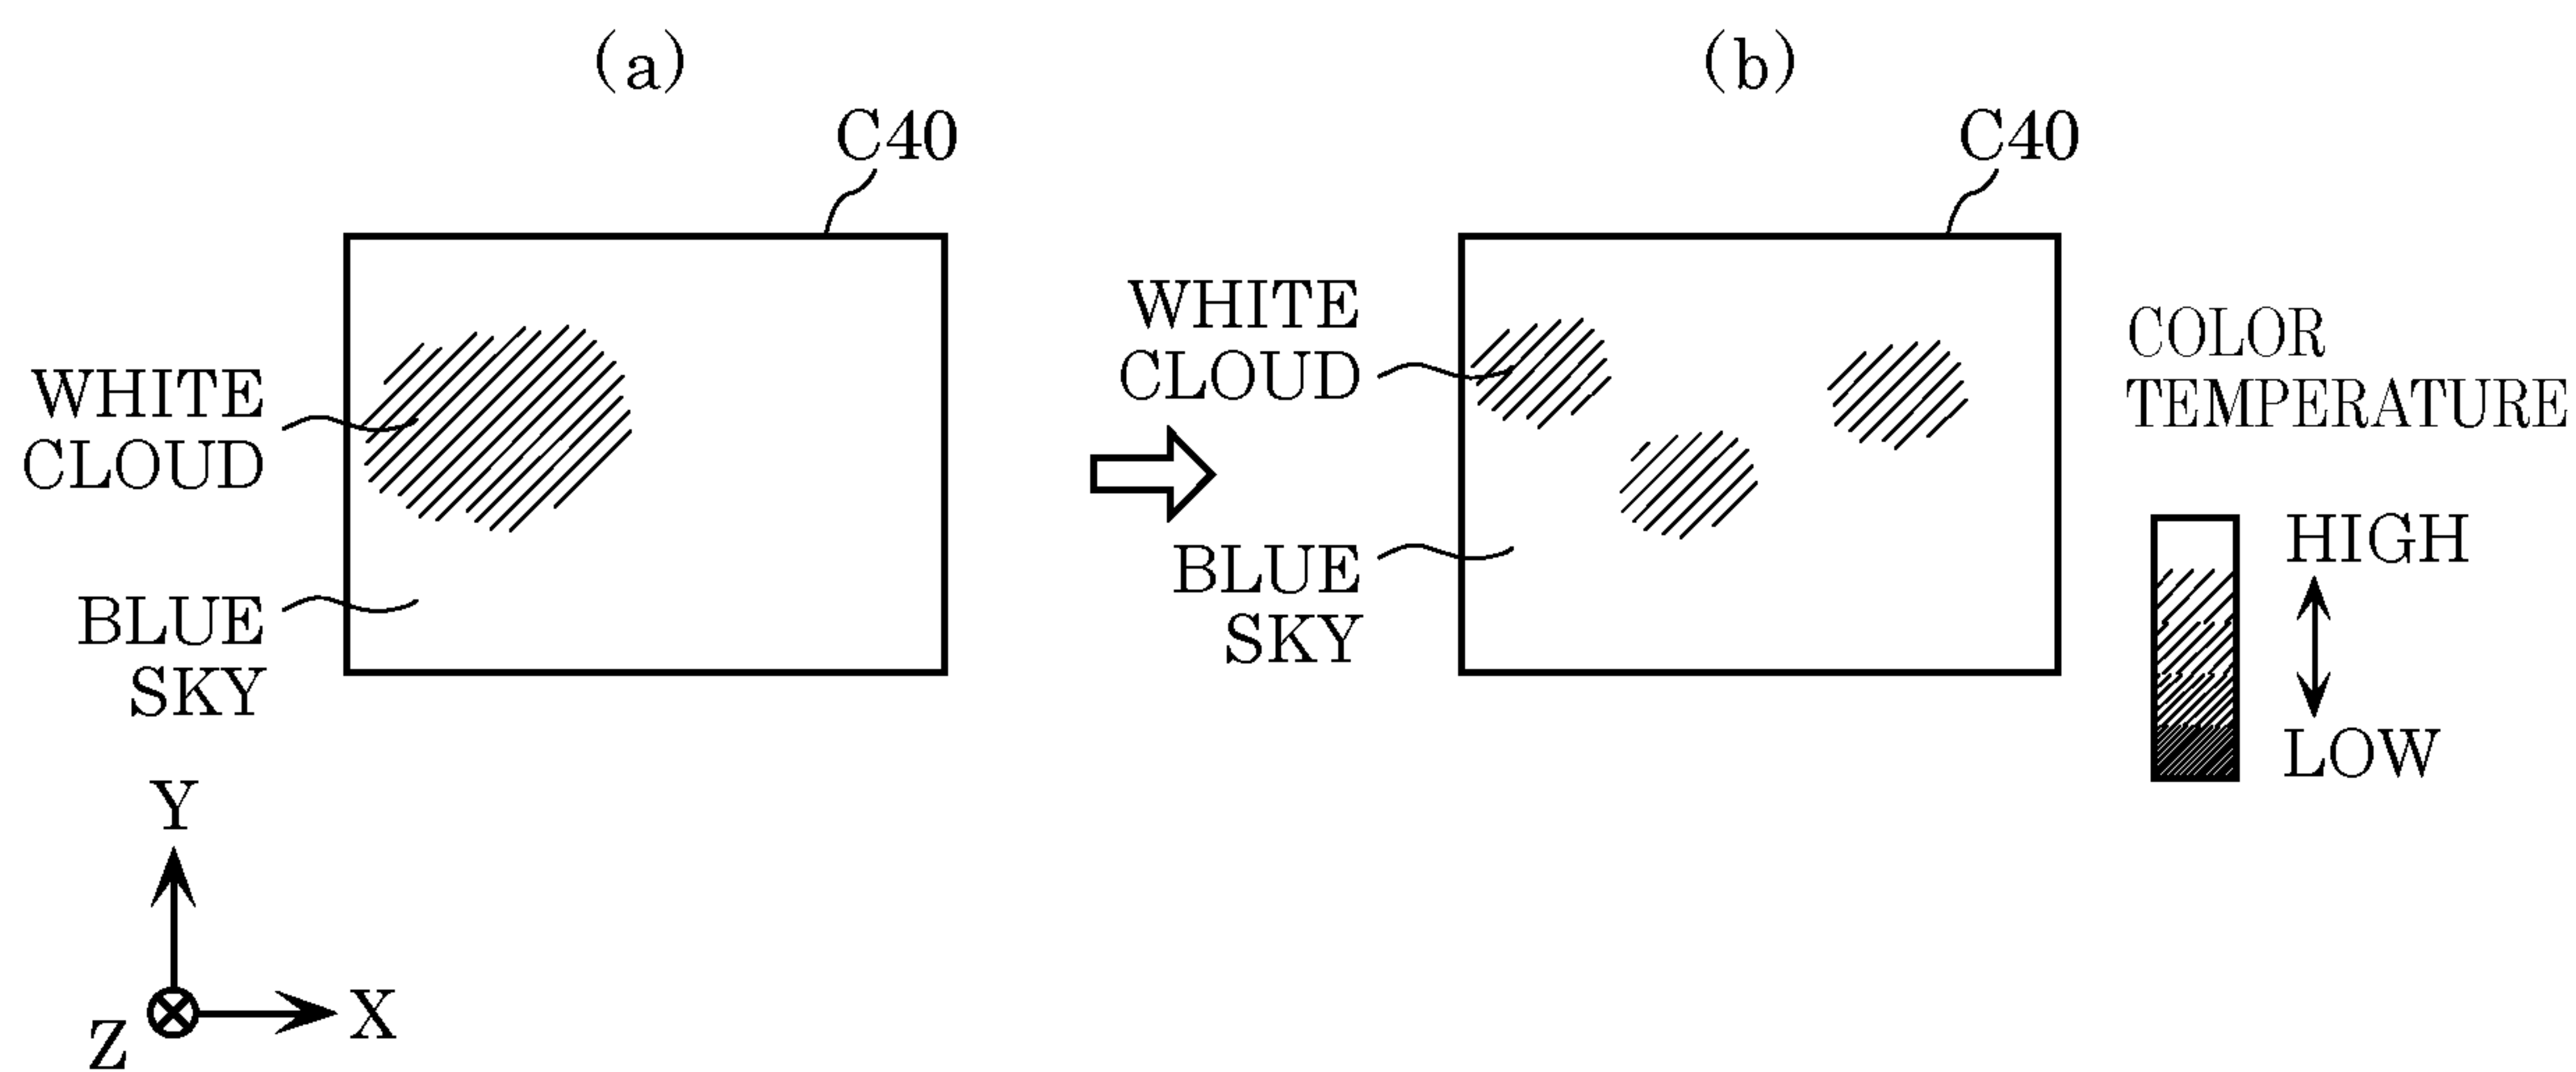 (a)
C40
WHITE
CLOUD
BLUE
SKY
(b)
C40
WHITE
CLOUD
BLUE
SKY
COLOR
TEMPERATURE
HIGH
LOW
Y
Z
X